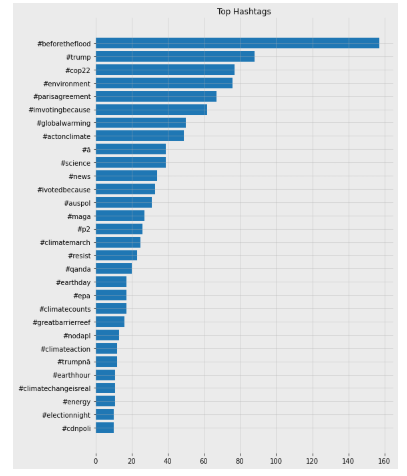 Top Hashtags
#beforetheflood
#trump
#cop22
#environment
#parisagreement
#imvotingbecause
#globalwarming
#actonclimate
#â
#science
#news
#ivotedbecause
#auspol
#maga
#p2
#climatemarch
#resist
#qanda
#earthday
#epa
#climatecounts
#greatbarrierreef
#nodapl
#climateaction
#trumpnâ
#earthhour
#climatechangeisreal
#energy
#electionnight
#cdnpoli
0 20 40 60 80 100 120 140 160